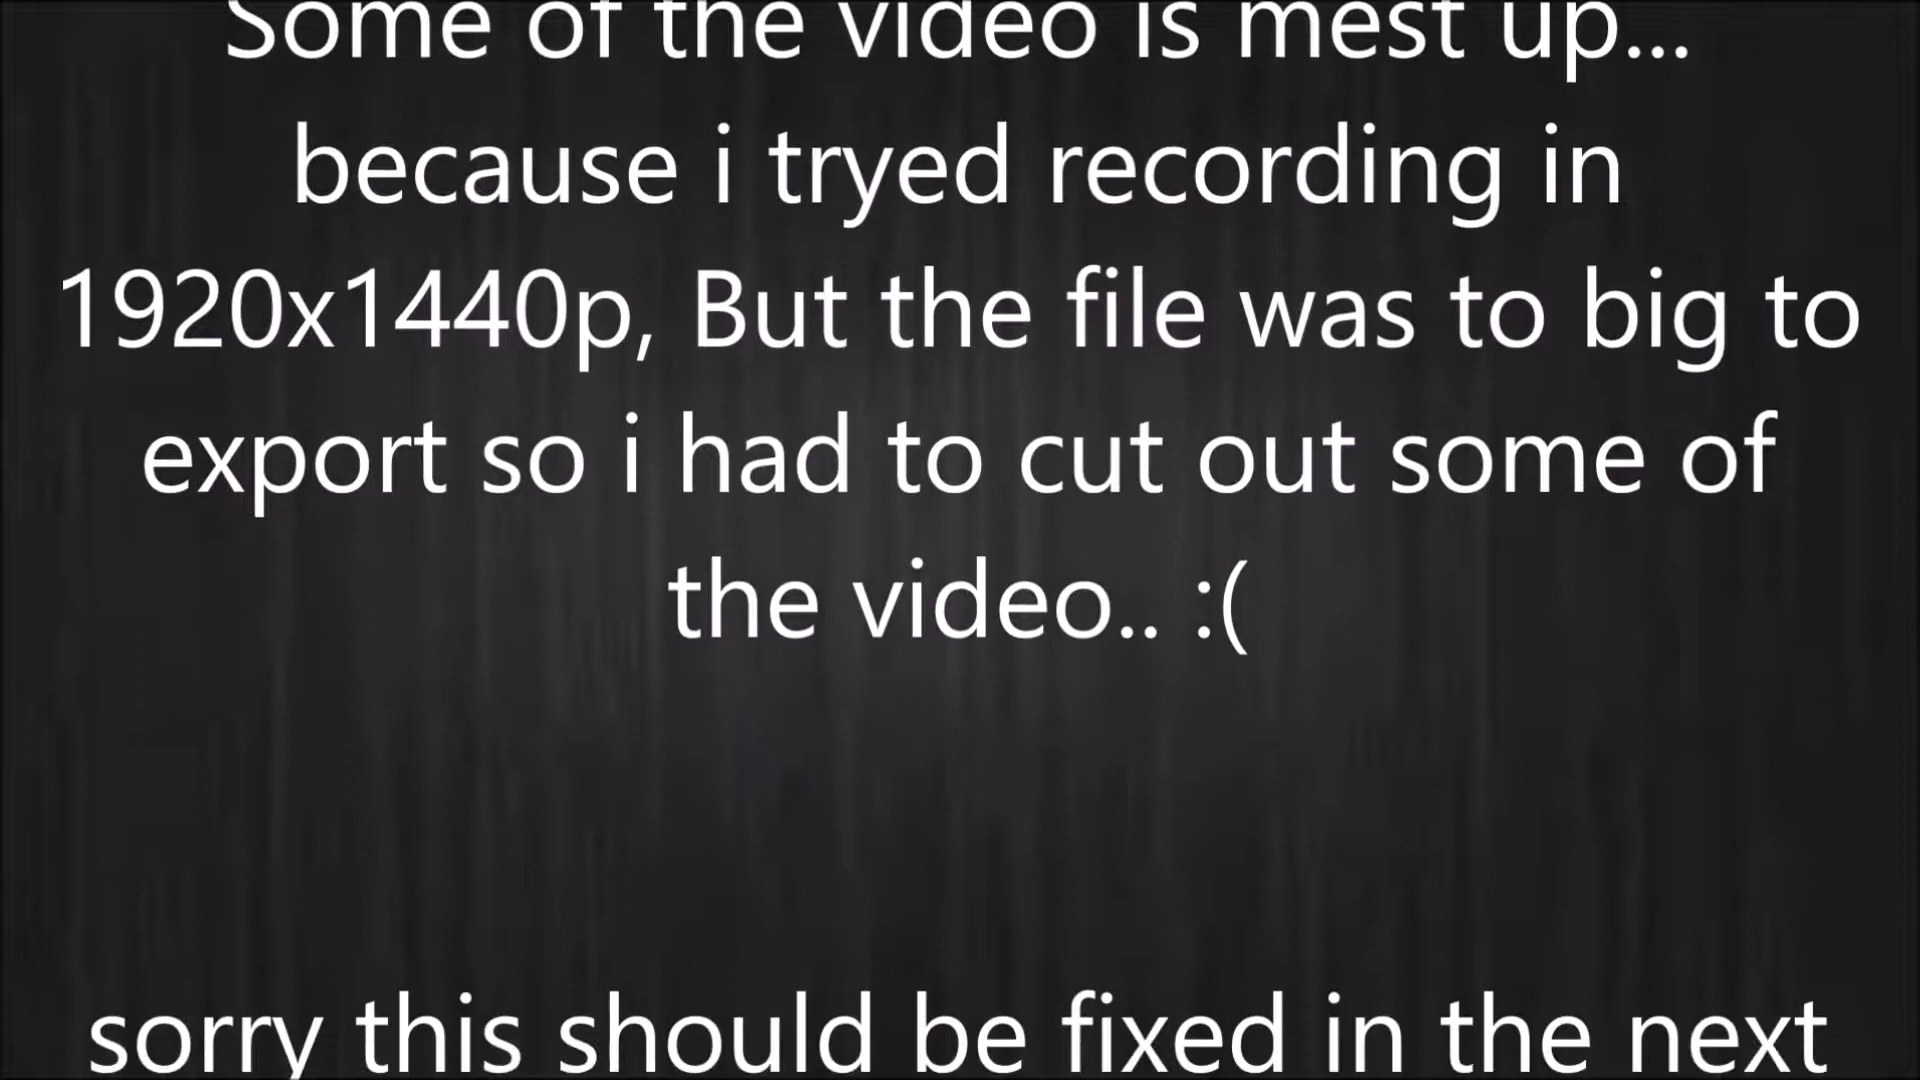 Some of the video is mest up...
because i tryed recording in
1920x1440p, But the file was to big to
export so i had to cut out some of
the video.. :(
sorry this should be fixed in the next